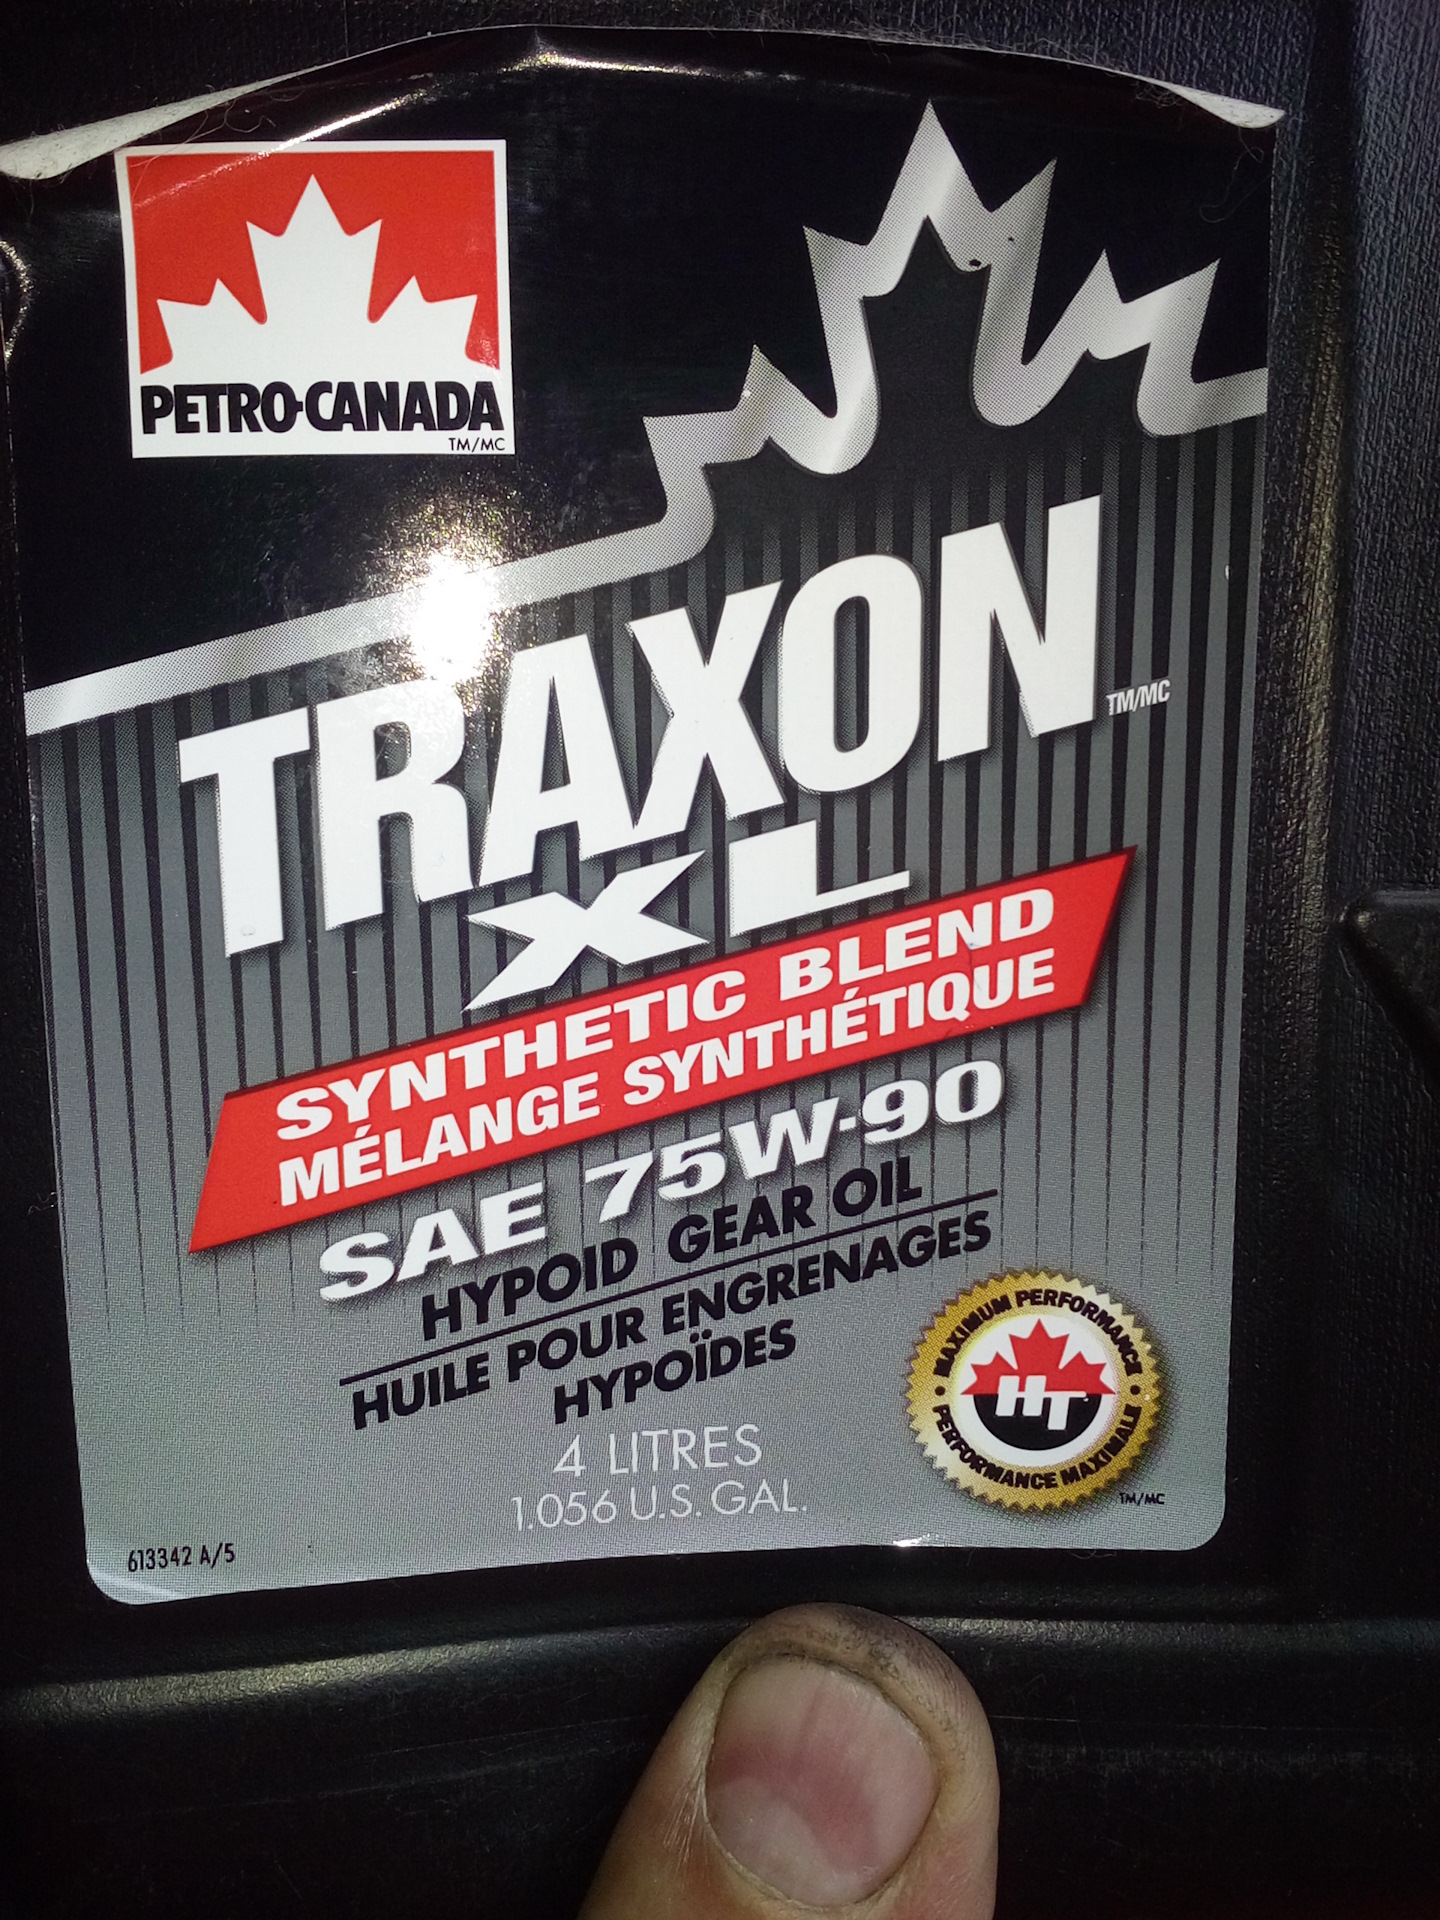 PETRO-CANADA
TM/MC
TRAXON
TM/MC
XL
SYNTHETIC BLEND
MÉLANGE SYNTHÉTIQUE
SAE 75W-90
HYPOID GEAR OIL
HUILE POUR ENGRENAGES
HYPOÏDES
4 LITRES
1.056 U.S. GAL.
MAXIMUM PERFORMANCE
HT
PERFORMANCE MAXIMALE
TM/MC
613342 A/5